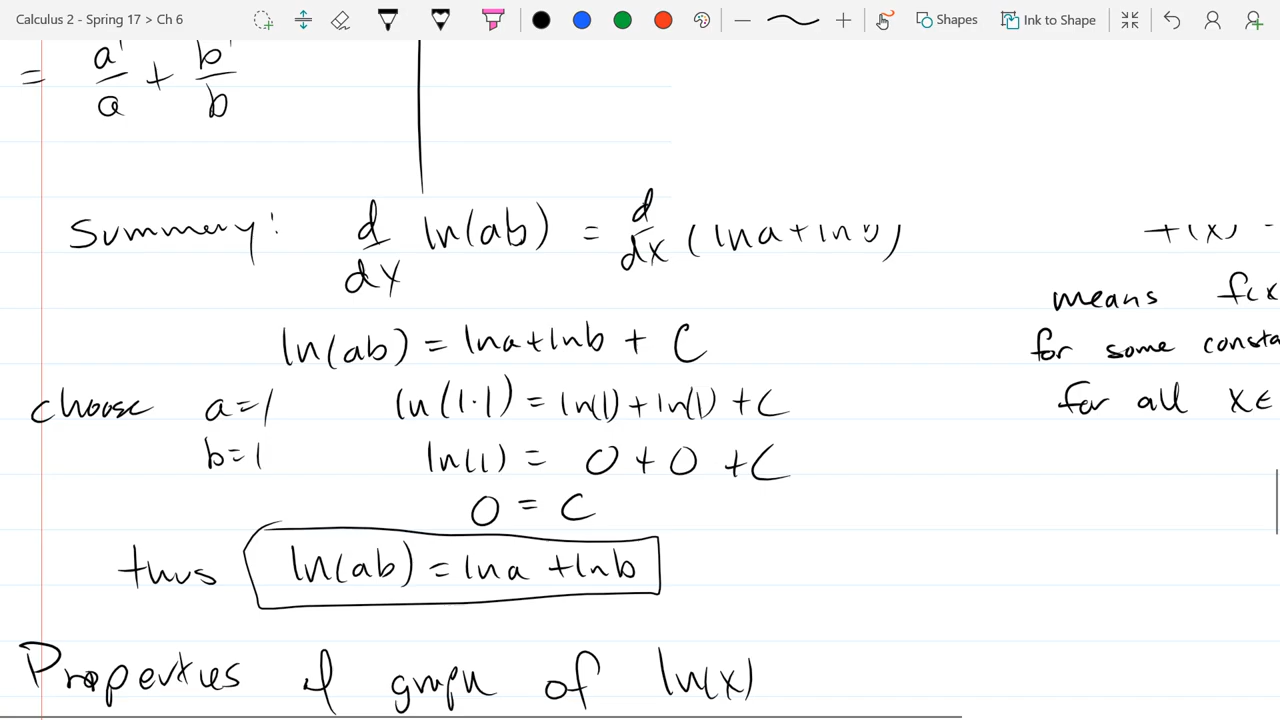 Calculus 2 - Spring 17 > Ch 6
Shapes
Ink to Shape
= a'/a + b'/b
Summary: d/dx ln(ab) = d/dx (lna + lnb)
f(x) =
means f(x
ln(ab) = lna + lnb + C
for some consta
choose a=1 ln(1·1) = ln(1) + ln(1) + C
for all x∈
b=1 ln(1) = 0 + 0 + C
0 = C
thus ln(ab) = lna + lnb
Properties of graph of ln(x)